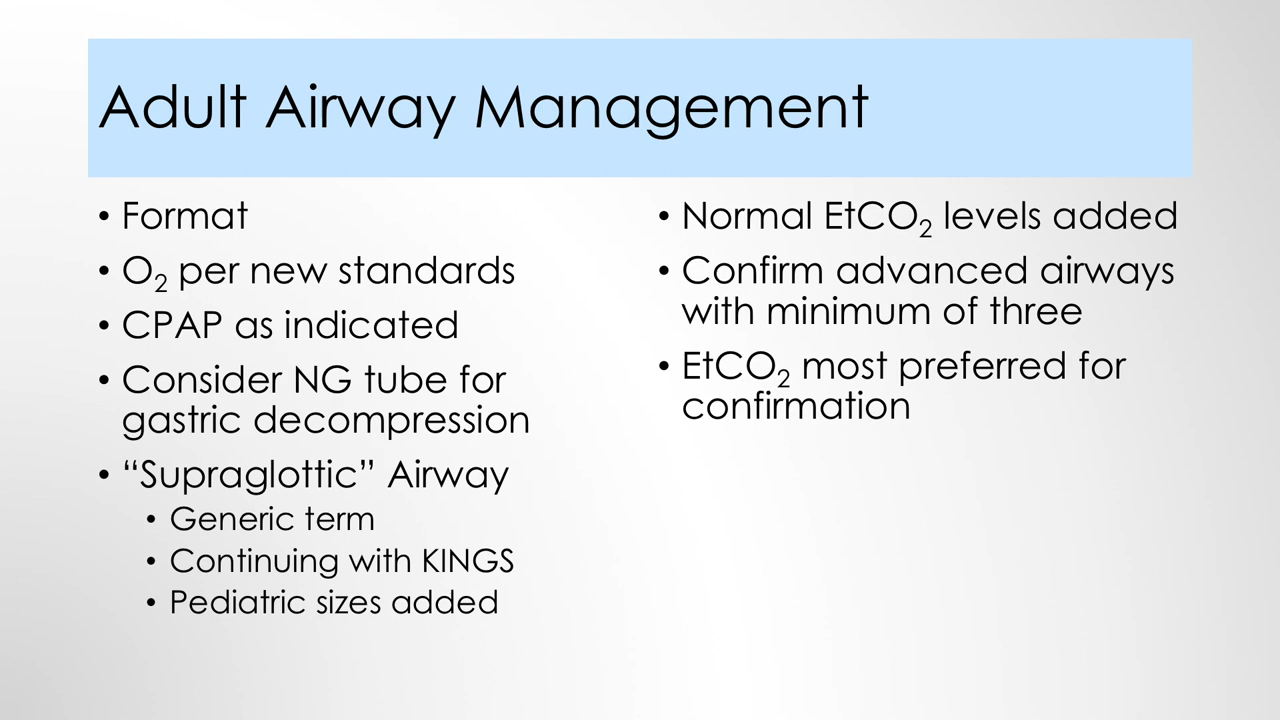 Adult Airway Management
• Format
• O₂ per new standards
• CPAP as indicated
• Consider NG tube for
gastric decompression
• “Supraglottic” Airway
• Generic term
• Continuing with KINGS
• Pediatric sizes added
• Normal EtCO₂ levels added
• Confirm advanced airways
with minimum of three
• EtCO₂ most preferred for
confirmation